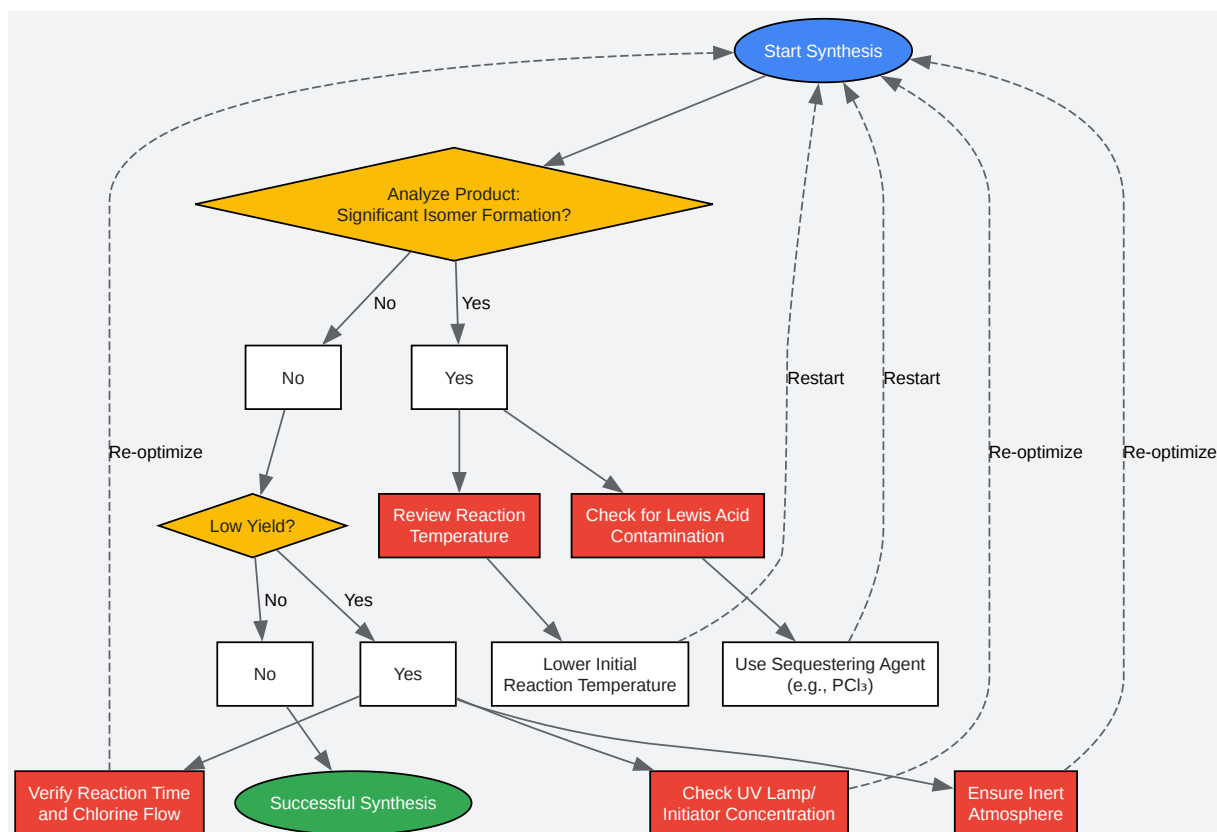 Start Synthesis
Analyze Product:
Significant Isomer Formation?
No
Yes
No
Yes
Restart
Restart
Re-optimize
Re-optimize
Re-optimize
Review Reaction
Temperature
Check for Lewis Acid
Contamination
Low Yield?
No
Yes
No
Yes
Lower Initial
Reaction Temperature
Use Sequestering Agent
(e.g., PCl₃)
Verify Reaction Time
and Chlorine Flow
Successful Synthesis
Check UV Lamp/
Initiator Concentration
Ensure Inert
Atmosphere